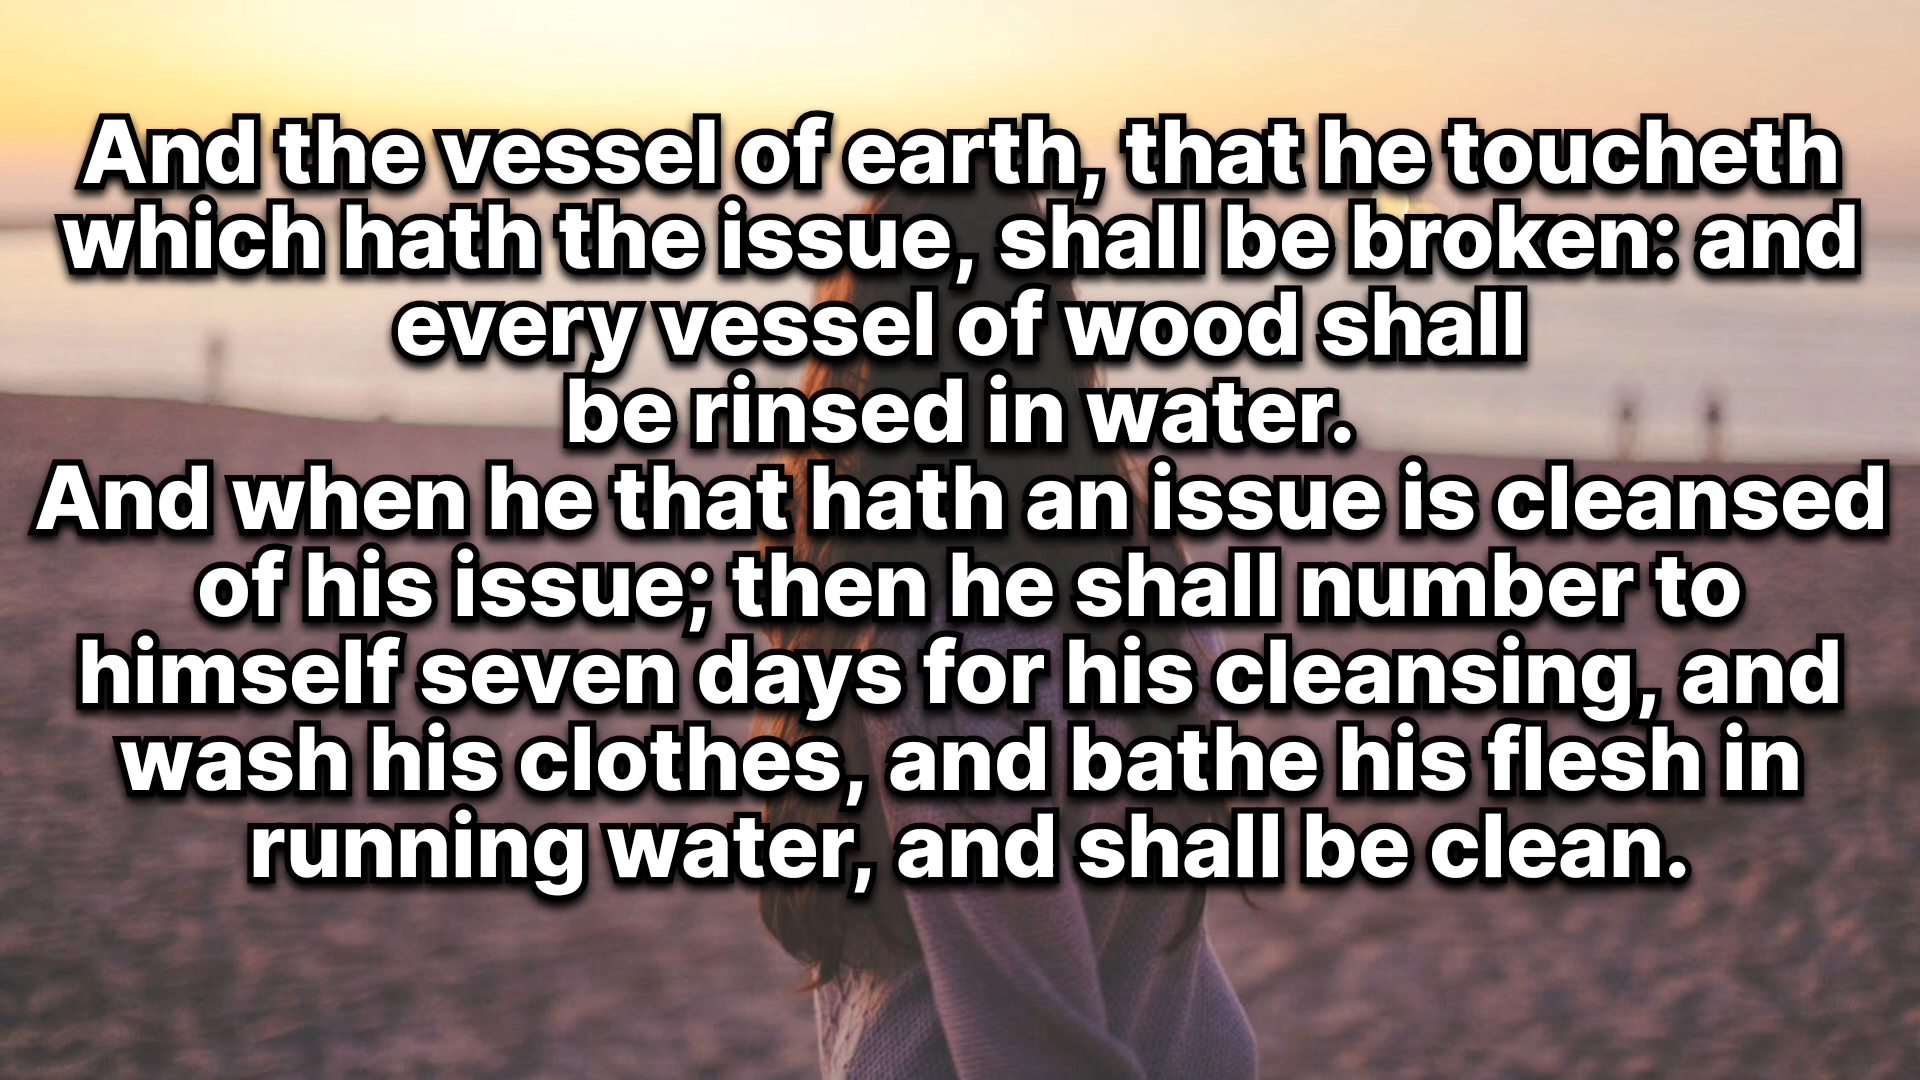 And the vessel of earth, that he toucheth
which hath the issue, shall be broken: and
every vessel of wood shall
be rinsed in water.
And when he that hath an issue is cleansed
of his issue; then he shall number to
himself seven days for his cleansing, and
wash his clothes, and bathe his flesh in
running water, and shall be clean.